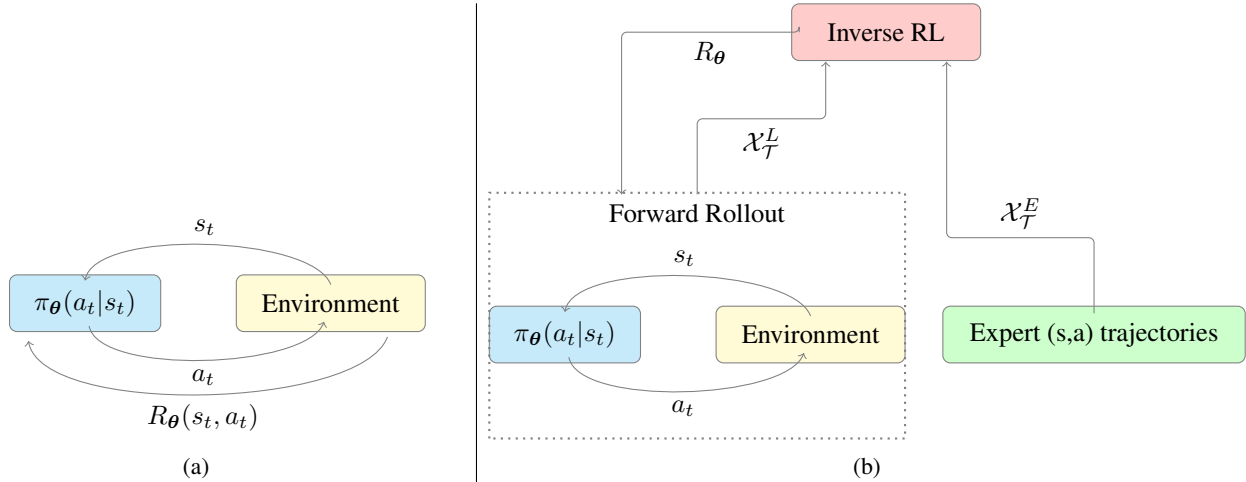 s_t
π_θ(a_t|s_t)
Environment
a_t
R_θ(s_t, a_t)
(a)
Inverse RL
R_θ
𝒳_𝒯^L
𝒳_𝒯^E
Forward Rollout
s_t
π_θ(a_t|s_t)
Environment
a_t
Expert (s,a) trajectories
(b)